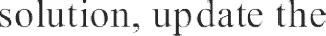 solution, update the